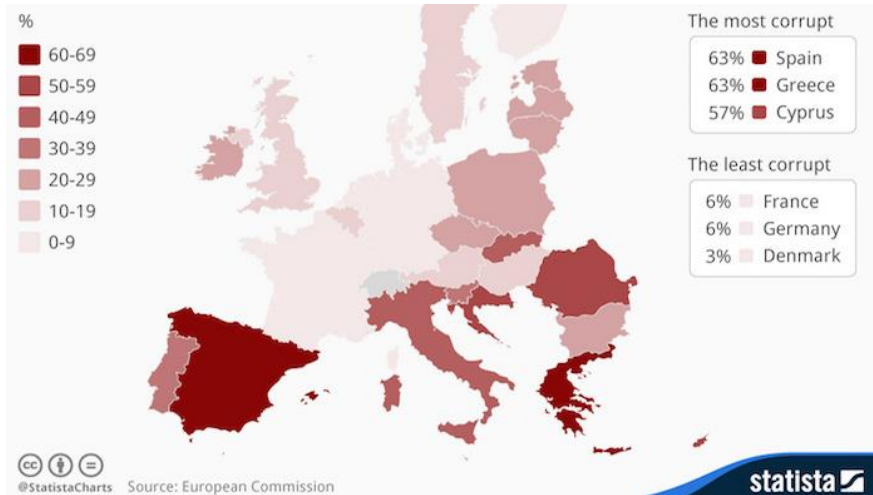 %
60-69
50-59
40-49
30-39
20-29
10-19
0-9
The most corrupt
63% Spain
63% Greece
57% Cyprus
The least corrupt
6% France
6% Germany
3% Denmark
cc
@StatistaCharts Source: European Commission
statista